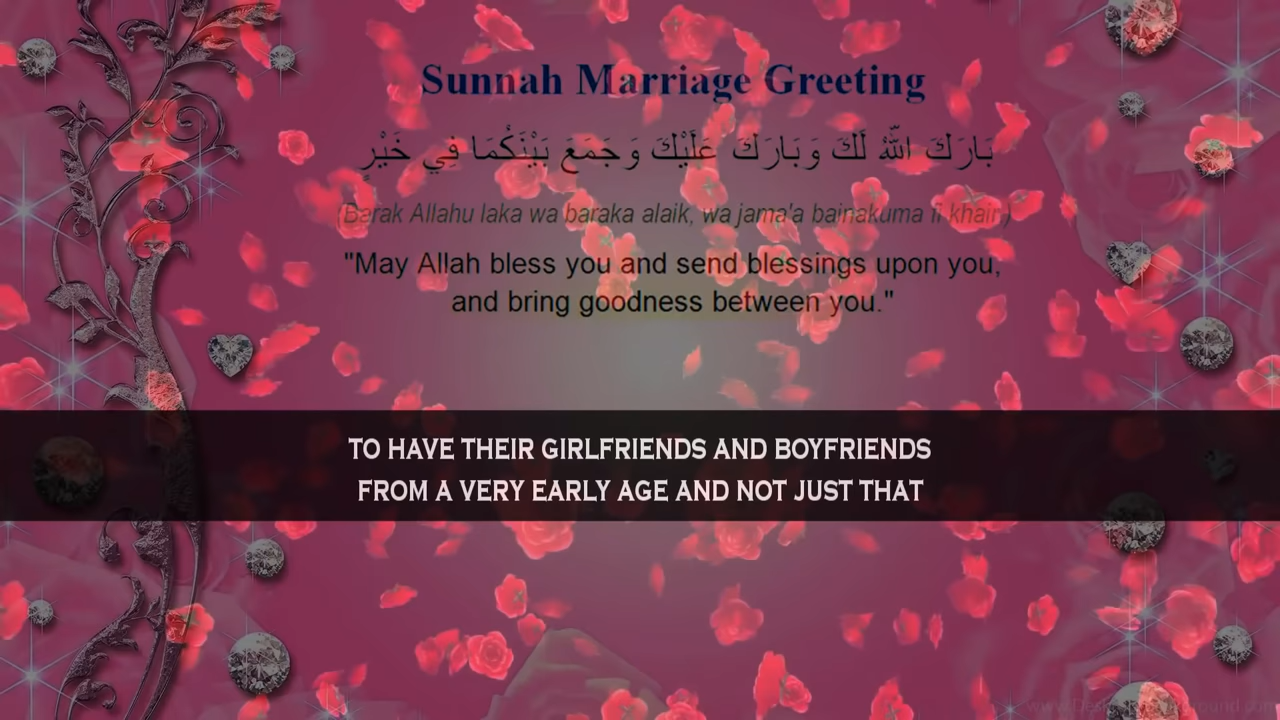 Sunnah Marriage Greeting
بَارَكَ اللَّهُ لَكَ وَبَارَكَ عَلَيْكَ وَجَمَعَ بَيْنَكُمَا فِي خَيْرٍ
(Barak Allahu laka wa baraka alaik, wa jama'a bainakuma fi khair.)
"May Allah bless you and send blessings upon you,
and bring goodness between you."
TO HAVE THEIR GIRLFRIENDS AND BOYFRIENDS
FROM A VERY EARLY AGE AND NOT JUST THAT